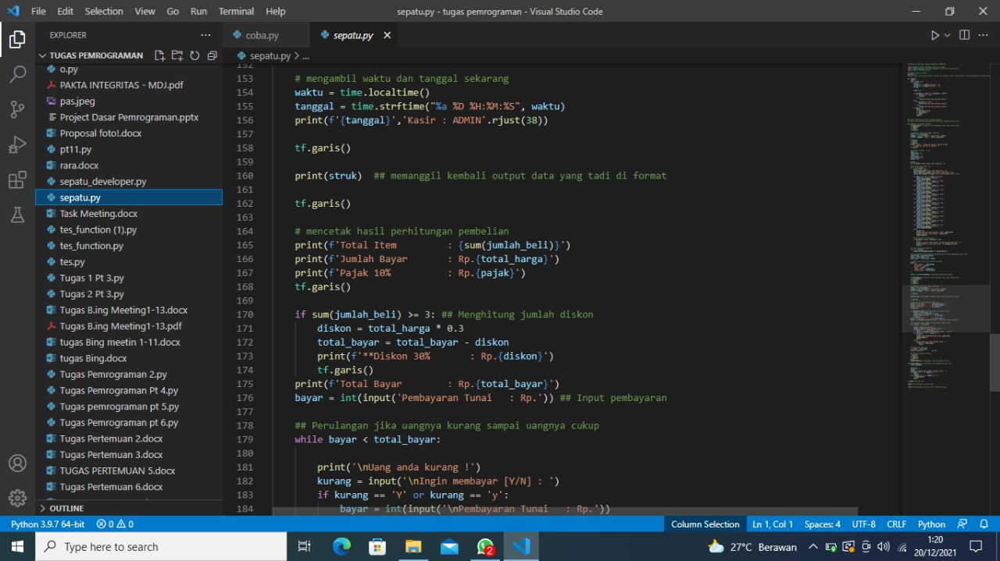 File Edit Selection View Go Run Terminal Help
sepatu.py - tugas pemrograman - Visual Studio Code
EXPLORER
coba.py
sepatu.py
TUGAS PEMROGRAMAN
sepatu.py > ...
o.py
PAKTA INTEGRITAS - MDJ.pdf
pas.jpeg
Project Dasar Pemrograman.pptx
Proposal foto!.docx
pt11.py
rara.docx
sepatu_developer.py
sepatu.py
Task Meeting.docx
tes_function (1).py
tes_function.py
tes.py
Tugas 1 Pt 3.py
Tugas 2 Pt 3.py
Tugas B.ing Meeting1-13.docx
Tugas B.ing Meeting1-13.pdf
tugas Bing meetin 1-11.docx
tugas Bing.docx
Tugas Pemrograman 2.py
Tugas Pemrograman Pt 4.py
Tugas pemrograman pt 5.py
Tugas pemrograman pt 6.py
Tugas Pertemuan 2.docx
Tugas Pertemuan 3.docx
TUGAS PERTEMUAN 5.docx
Tugas Pertemuan 6.docx
OUTLINE
152
153 # mengambil waktu dan tanggal sekarang
154 waktu = time.localtime()
155 tanggal = time.strftime("%a %D %H:%M:%S", waktu)
156 print(f'{tanggal}','Kasir : ADMIN'.rjust(38))
157
158 tf.garis()
159
160 print(struk)  ## memanggil kembali output data yang tadi di format
161
162 tf.garis()
163
164 # mencetak hasil perhitungan pembelian
165 print(f'Total Item         : {sum(jumlah_beli)}')
166 print(f'Jumlah Bayar       : Rp.{total_harga}')
167 print(f'Pajak 10%          : Rp.{pajak}')
168 tf.garis()
169
170 if sum(jumlah_beli) >= 3: ## Menghitung jumlah diskon
171     diskon = total_harga * 0.3
172     total_bayar = total_bayar - diskon
173     print(f'**Diskon 30%       : Rp.{diskon}')
174     tf.garis()
175 print(f'Total Bayar        : Rp.{total_bayar}')
176 bayar = int(input('Pembayaran Tunai   : Rp.')) ## Input pembayaran
177
178 ## Perulangan jika uangnya kurang sampai uangnya cukup
179 while bayar < total_bayar:
180
181     print('\nUang anda kurang !')
182     kurang = input('\nIngin membayar [Y/N] : ')
183     if kurang == 'Y' or kurang == 'y':
184         bayar = int(input('\nPembayaran Tunai   : Rp.'))
Python 3.9.7 64-bit 0 0 Column Selection Ln 1, Col 1 Spaces: 4 UTF-8 CRLF Python
Type here to search
2
27°C Berawan
1:20
20/12/2021